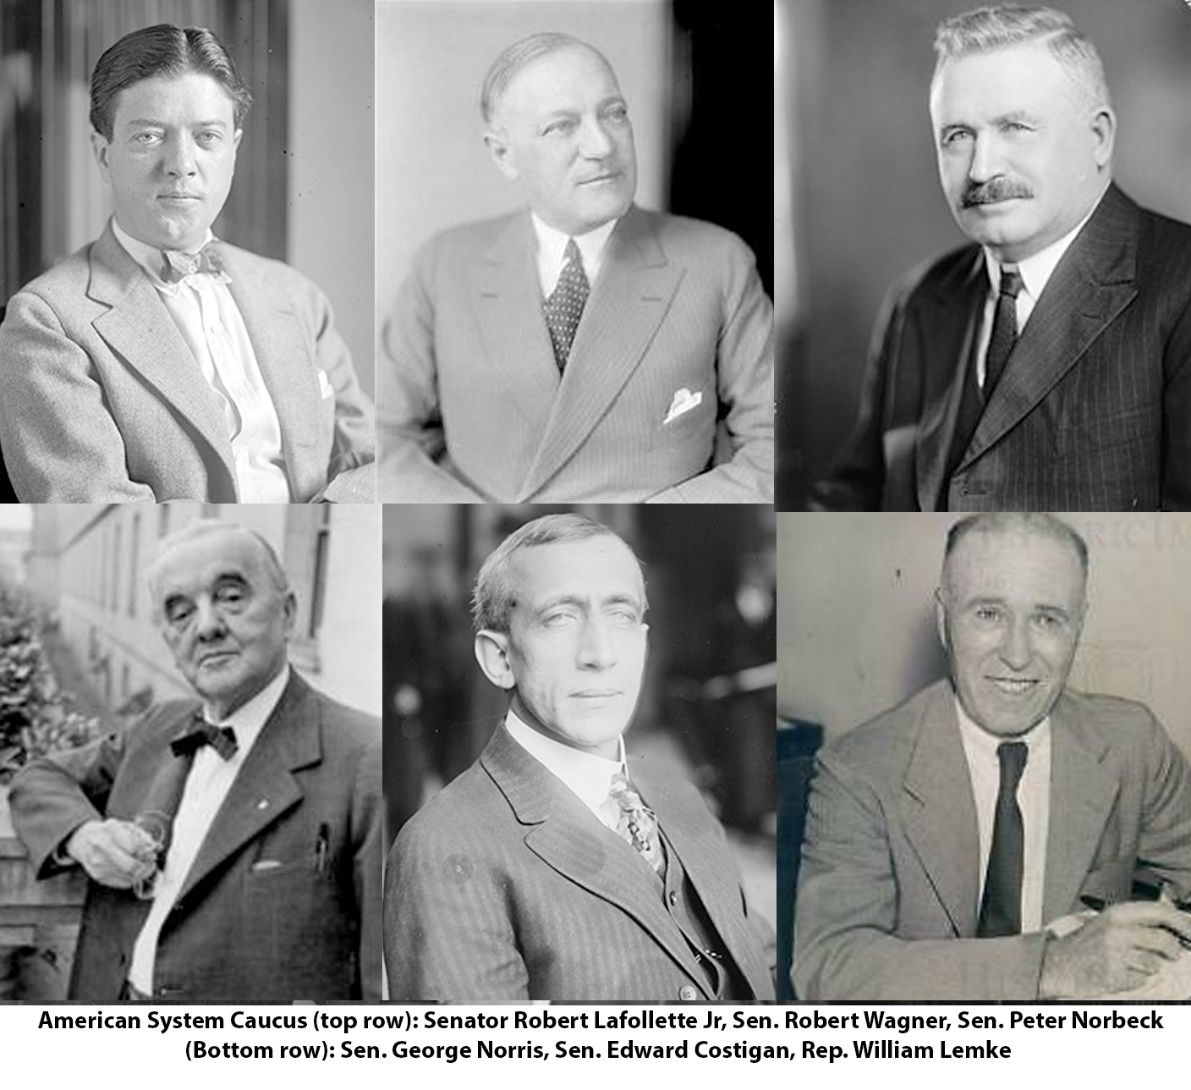 American System Caucus (top row): Senator Robert Lafollette Jr, Sen. Robert Wagner, Sen. Peter Norbeck
(Bottom row): Sen. George Norris, Sen. Edward Costigan, Rep. William Lemke